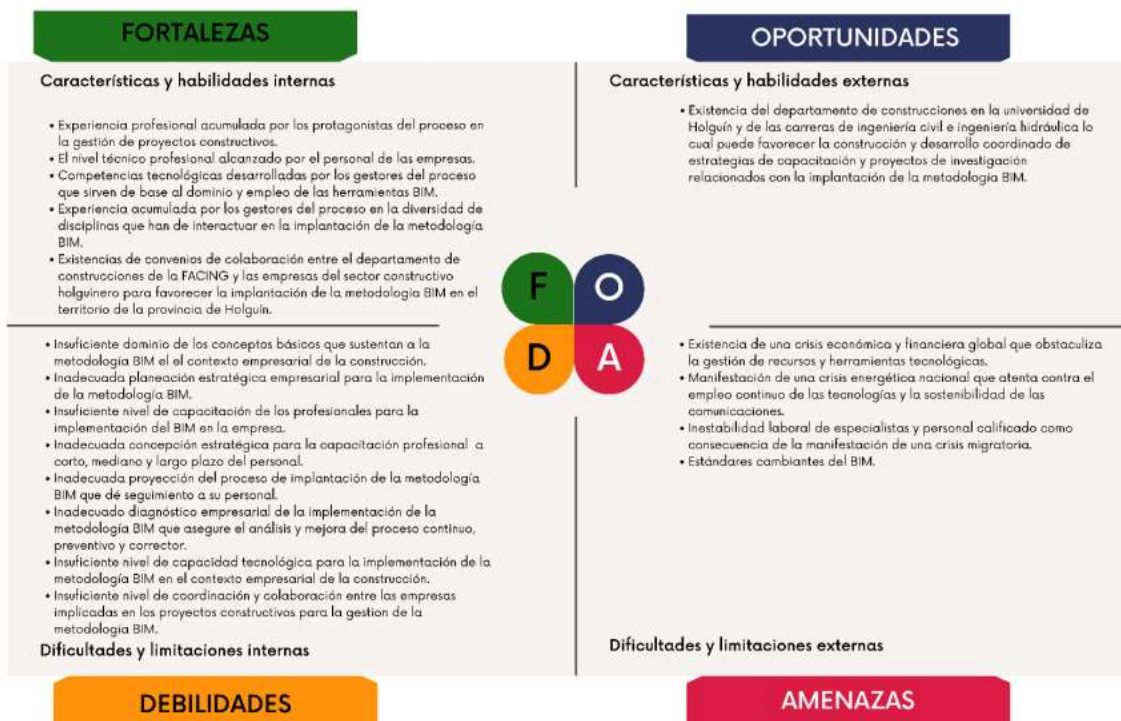 FORTALEZAS
Características y habilidades internas
• Experiencia profesional acumulada por los protagonistas del proceso en
la gestión de proyectos constructivos.
• El nivel técnico profesional alcanzado por el personal de las empresas.
• Competencias tecnológicas desarrolladas por los gestores del proceso
que sirven de base al dominio y empleo de las herramientas BIM.
• Experiencia acumulada por los gestores del proceso en la diversidad de
disciplinas que han de interactuar en la implantación de la metodología
BIM.
• Existencias de convenios de colaboración entre el departamento de
construcciones de la FACING y las empresas del sector constructivo
holguinero para favorecer la implantación de la metodologia BIM en el
territorio de la provincia de Holguín.
OPORTUNIDADES
Características y habilidades externas
• Existencia del departamento de construcciones en la universidad de
Holguín y de las carreras de ingeniería civil e ingeniería hidráulica lo
cual puede favorecer la construcción y desarrollo coordinado de
estrategias de capacitación y proyectos de investigación
relacionados con la implantación de la metodología BIM.
F
O
D
A
• Insuficiente dominio de los conceptos básicos que sustentan a la
metodología BIM el el contexto empresarial de la construcción.
• Inadecuada planeación estratégica empresarial para la implementación
de la metodología BIM.
• Insuficiente nivel de capacitación de los profesionales para la
implementación del BIM en la empresa.
• Inadecuada concepción estratégica para la capacitación profesional a
corto, mediano y largo plazo del personal.
• Inadecuada proyección del proceso de implantación de la metodología
BIM que dé seguimiento a su personal.
• Inadecuado diagnóstico empresarial de la implementación de la
metodología BIM que asegure el análisis y mejora del proceso continuo,
preventivo y corrector.
• Insuficiente nivel de capacidad tecnológica para la implementación de la
metodología BIM en el contexto empresarial de la construcción.
• Insuficiente nivel de coordinación y colaboración entre las empresas
implicadas en los proyectos constructivos para la gestion de la
metodología BIM.
Dificultades y limitaciones internas
DEBILIDADES
• Existencia de una crisis económica y financiera global que obstaculiza
la gestión de recursos y herramientas tecnológicas.
• Manifestación de una crisis energética nacional que atenta contra el
empleo continuo de las tecnologías y la sostenibilidad de las
comunicaciones.
• Inestabilidad laboral de especialistas y personal calificado como
consecuencia de la manifestación de una crisis migratoria.
• Estándares cambiantes del BIM.
Dificultades y limitaciones externas
AMENAZAS